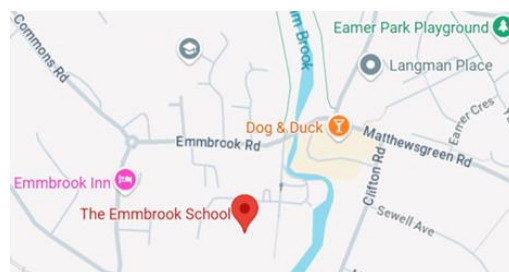 Commons Rd
m Brook
Eamer Park Playground
Langman Place
Emmbrook Rd
Dog & Duck
Matthewsgreen Rd
Eamer Cres
Clifton Rd
Emmbrook Inn
The Emmbrook School
Sewell Ave